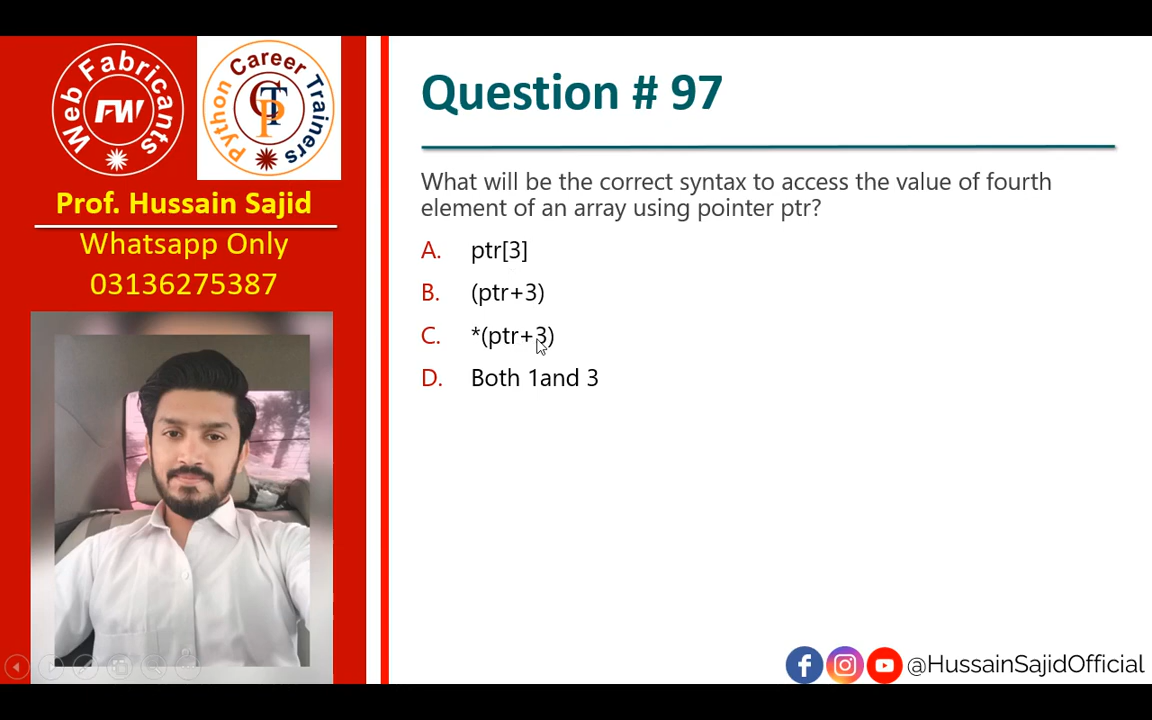 Web Fabricants
FW
Python Career Trainers
CTP
Prof. Hussain Sajid
Whatsapp Only
03136275387
Question # 97
What will be the correct syntax to access the value of fourth
element of an array using pointer ptr?
A. ptr[3]
B. (ptr+3)
C. *(ptr+3)
D. Both 1and 3
@HussainSajidOfficial